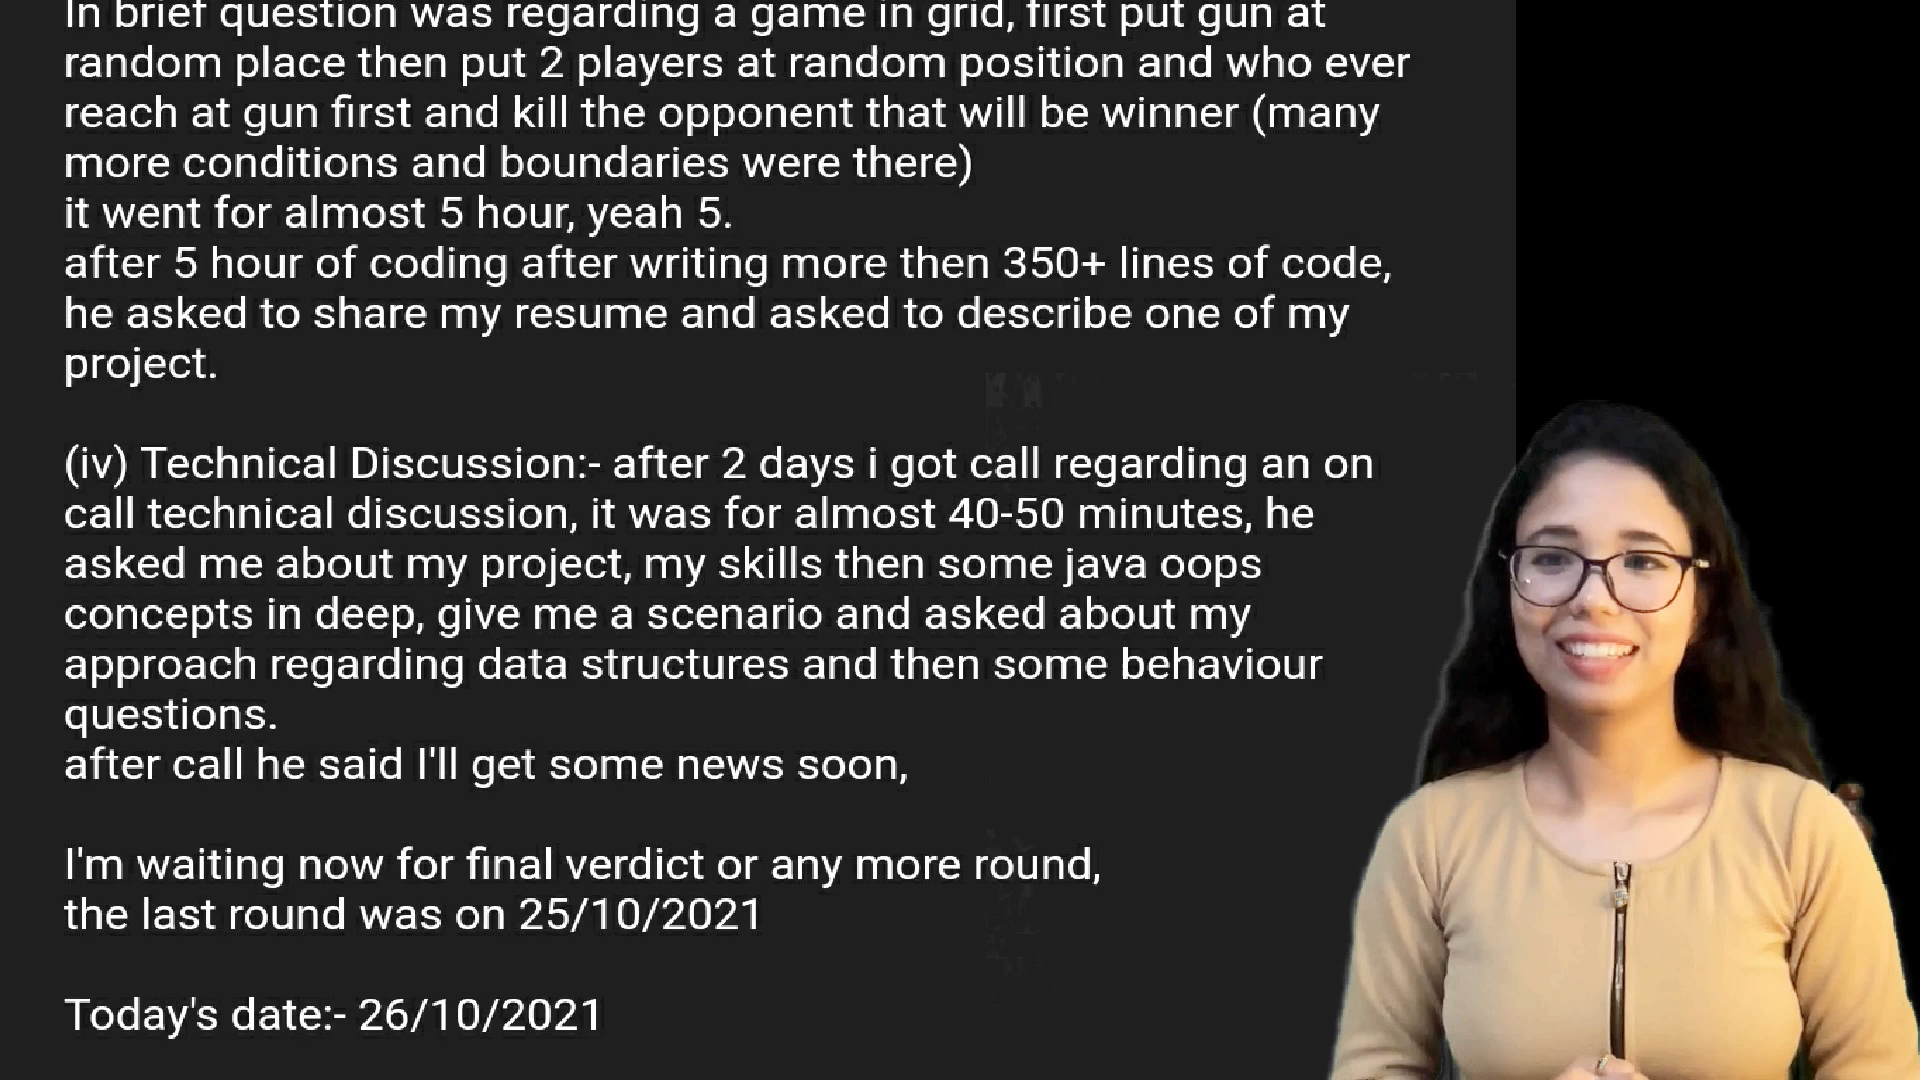 In brief question was regarding a game in grid, first put gun at
random place then put 2 players at random position and who ever
reach at gun first and kill the opponent that will be winner (many
more conditions and boundaries were there)
it went for almost 5 hour, yeah 5.
after 5 hour of coding after writing more then 350+ lines of code,
he asked to share my resume and asked to describe one of my
project.
(iv) Technical Discussion:- after 2 days i got call regarding an on
call technical discussion, it was for almost 40-50 minutes, he
asked me about my project, my skills then some java oops
concepts in deep, give me a scenario and asked about my
approach regarding data structures and then some behaviour
questions.
after call he said I'll get some news soon,
I'm waiting now for final verdict or any more round,
the last round was on 25/10/2021
Today's date:- 26/10/2021